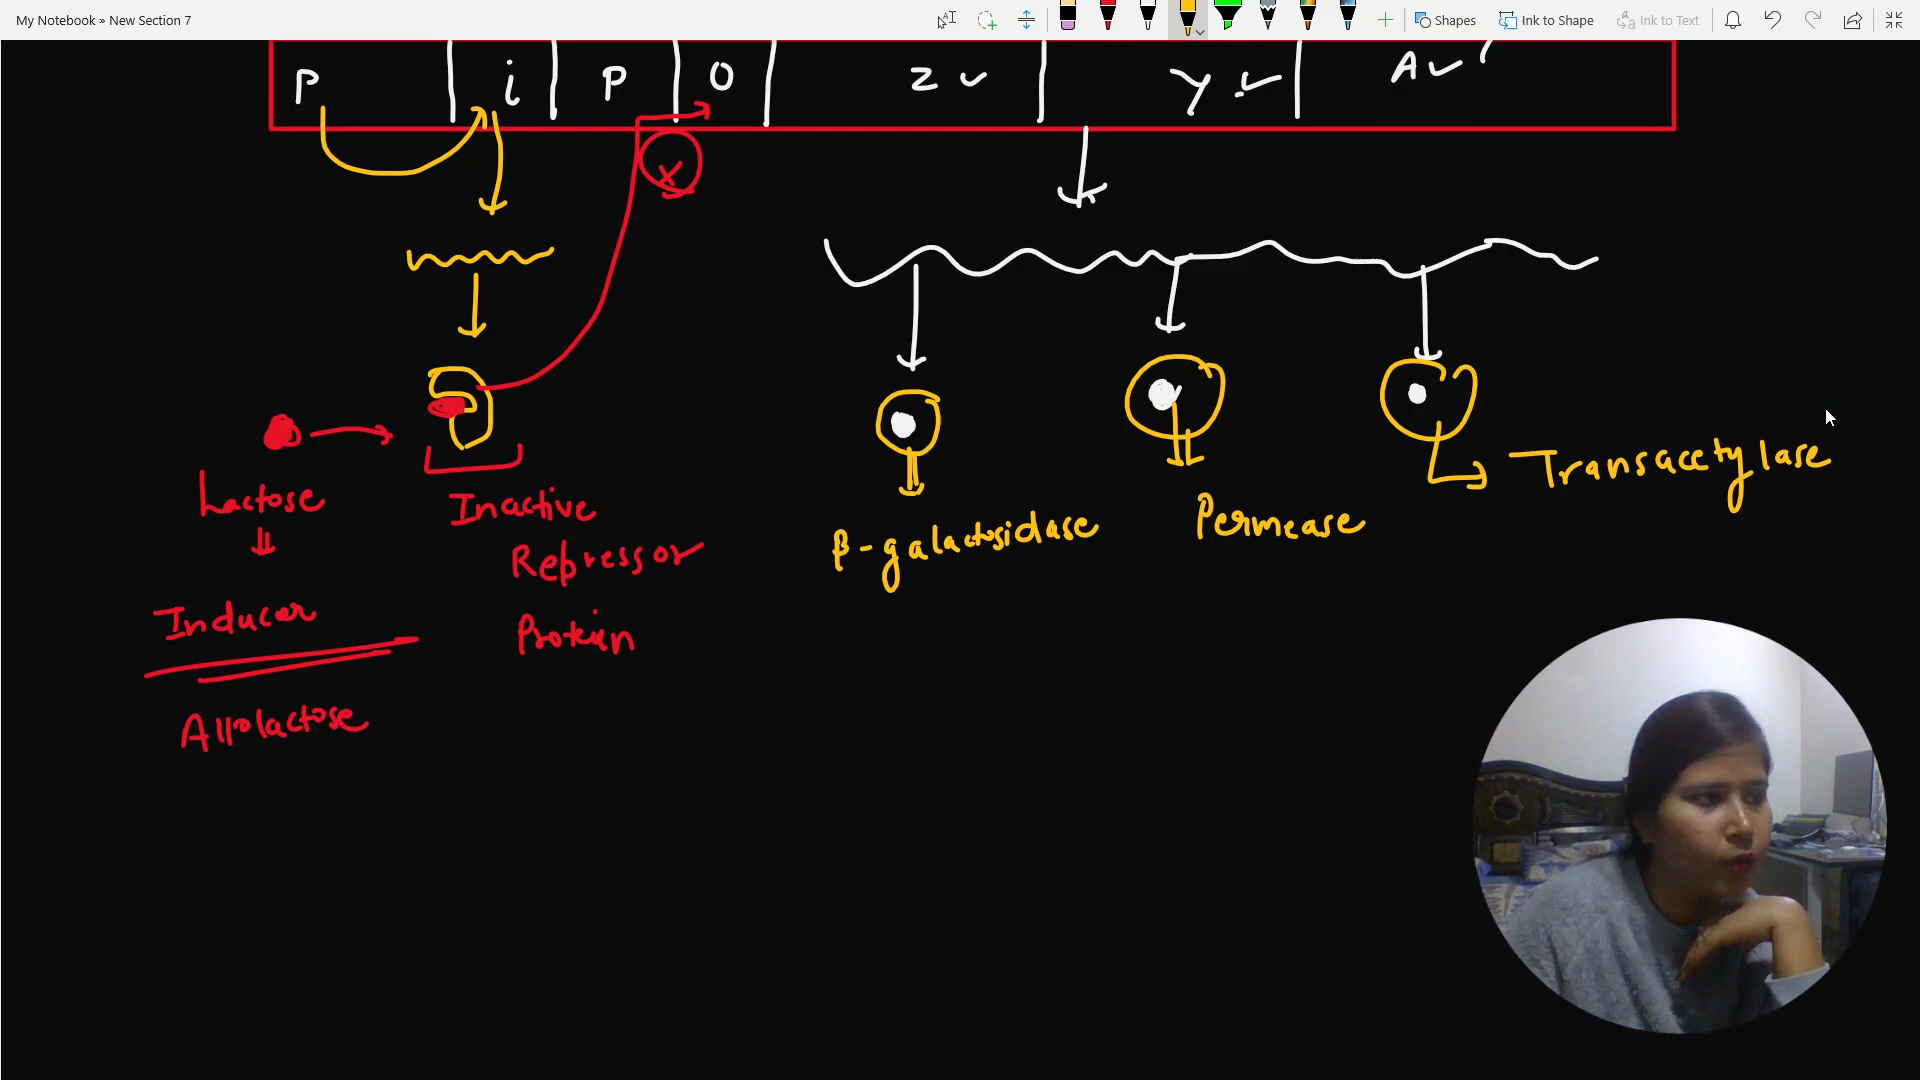 My Notebook » New Section 7
Shapes
Ink to Shape
Ink to Text
P i P O Z Y A
x
Lactose
Inducer
Allolactose
Inactive
Repressor
Protein
β-galactosidase
Permease
Transacetylase